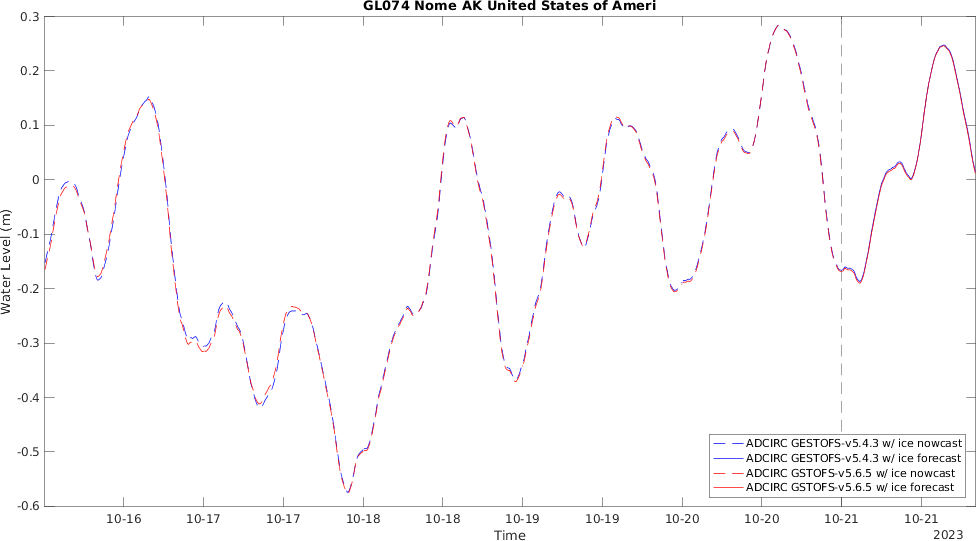 GL074 Nome AK United States of Ameri
0.3
0.2
0.1
0
-0.1
-0.2
-0.3
-0.4
-0.5
-0.6
Water Level (m)
ADCIRC GESTOFS-v5.4.3 w/ ice nowcast
ADCIRC GESTOFS-v5.4.3 w/ ice forecast
ADCIRC GSTOFS-v5.6.5 w/ ice nowcast
ADCIRC GSTOFS-v5.6.5 w/ ice forecast
10-16 10-17 10-17 10-18 10-18 10-19 10-19 10-20 10-20 10-21 10-21
Time
2023